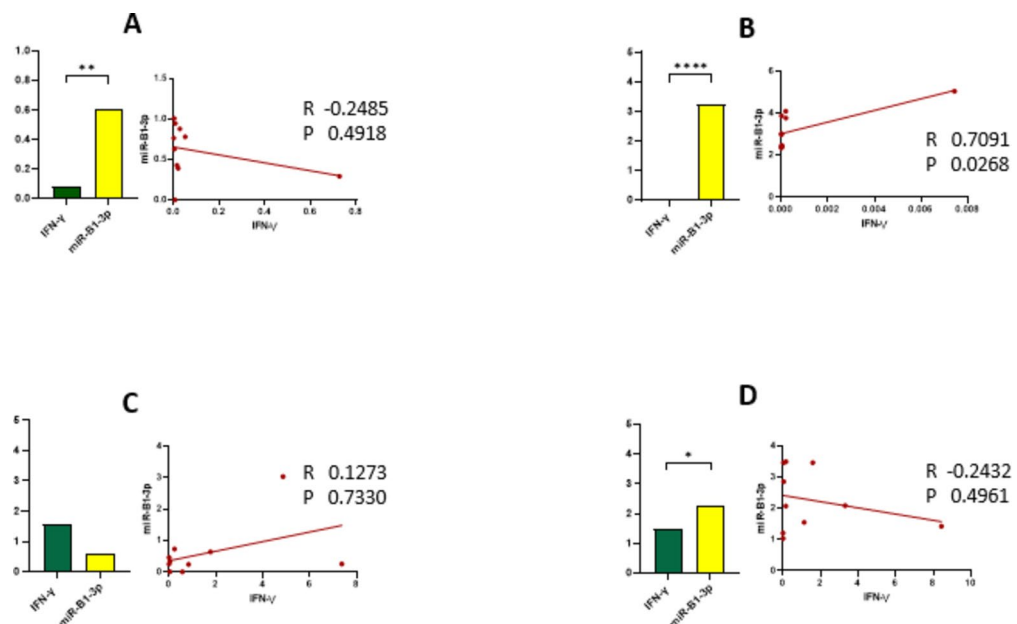 A
1.0
0.8
0.6
0.4
0.2
0.0
**
IFN-γ
miR-B1-3p
miR-B1-3p
1.5
1.0
0.5
0.0
0.0 0.2 0.4 0.6 0.8
IFN-γ
R -0.2485
P 0.4918
B
5
4
3
2
1
0
****
IFN-γ
miR-B1-3p
miR-B1-3p
6
4
2
0
0.000 0.002 0.004 0.006 0.008
IFN-γ
R 0.7091
P 0.0268
C
5
4
3
2
1
0
IFN-γ
miR-B1-3p
miR-B1-3p
4
3
2
1
0
0 2 4 6 8
IFN-γ
R 0.1273
P 0.7330
D
5
4
3
2
1
0
*
IFN-γ
miR-B1-3p
miR-B1-3p
4
3
2
1
0
0 2 4 6 8 10
IFN-γ
R -0.2432
P 0.4961